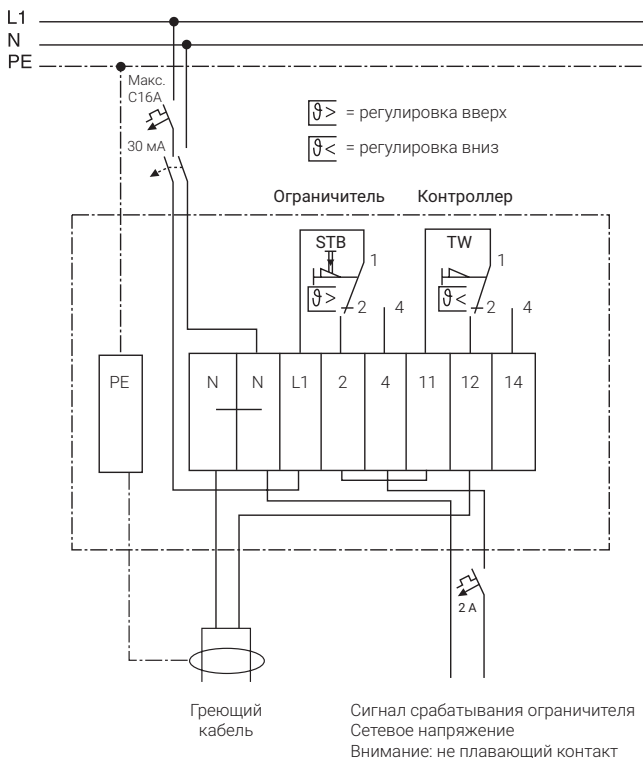 L1
N
PE
Макс.
C16A
30 мА
ϑ> = регулировка вверх
ϑ< = регулировка вниз
Ограничитель Контроллер
STB TW
1 1
ϑ> 2 4 ϑ< 2 4
PE N N L1 2 4 11 12 14
2 A
Греющий
кабель
Сигнал срабатывания ограничителя
Сетевое напряжение
Внимание: не плавающий контакт